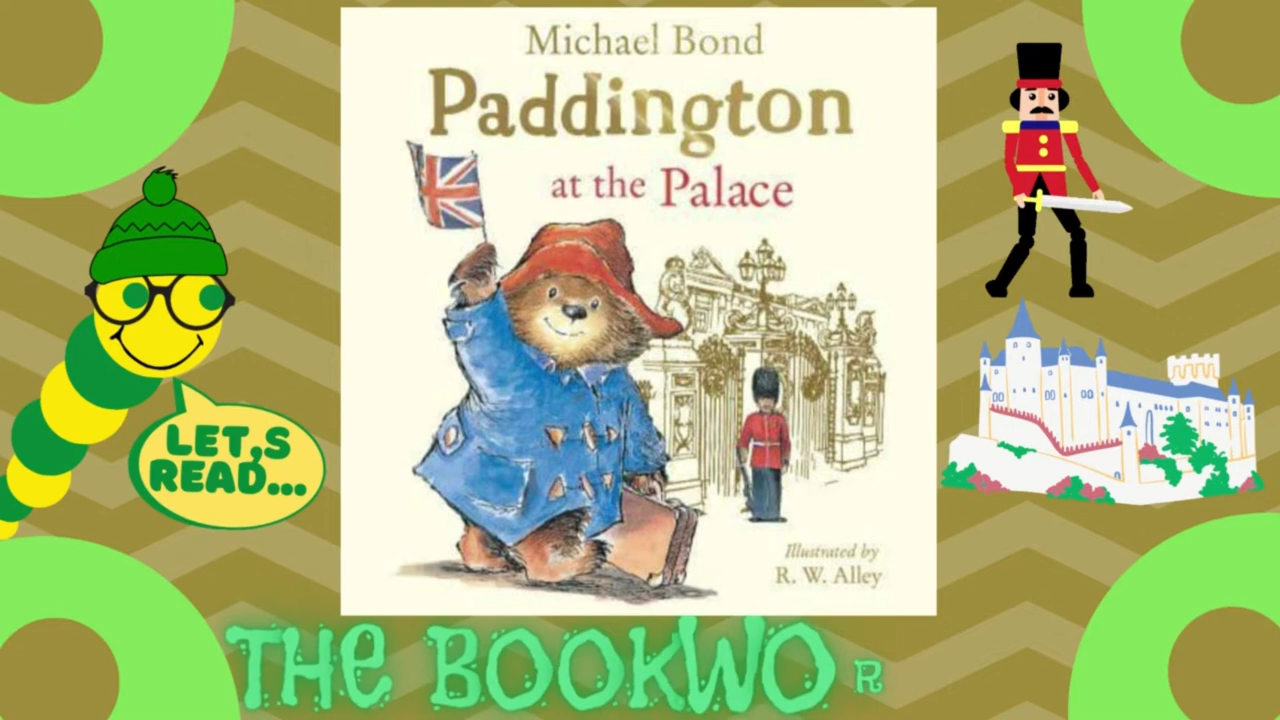 Michael Bond
Paddington
at the Palace
LET,S
READ...
Illustrated by
R. W. Alley
THE BOOKWO R